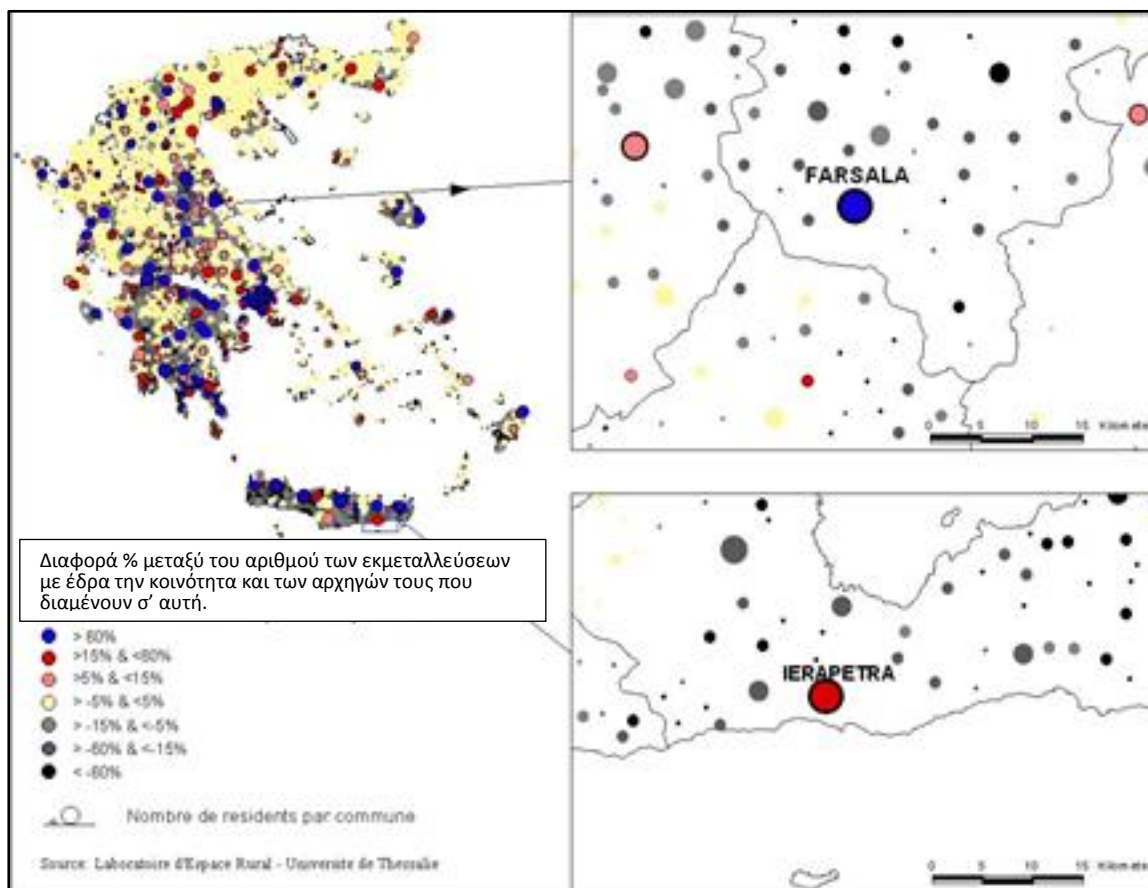 FARSALA
0 5 10 15 Kilomete
Διαφορά % μεταξύ του αριθμού των εκμεταλλεύσεων
με έδρα την κοινότητα και των αρχηγών τους που
διαμένουν σ’ αυτή.
> 60%
>15% & <60%
>5% & <15%
> -5% & <5%
> -15% & <-5%
> -60% & <-15%
< -60%
Nombre de residents par commune
Source: Laboratoire d'Espace Rural - Universite de Thessalie
IERAPETRA
0 5 10 15 Kilomete